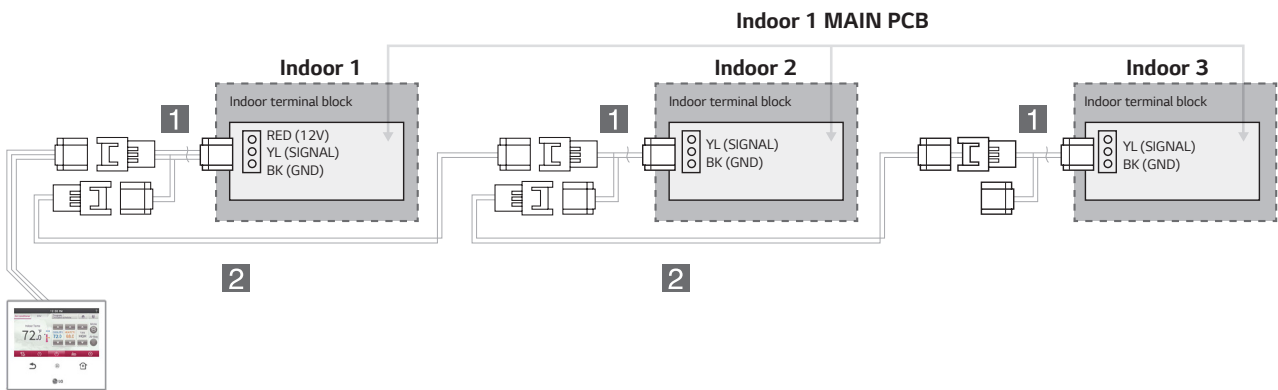 Indoor 1 MAIN PCB
Indoor 1
Indoor 2
Indoor 3
Indoor terminal block
Indoor terminal block
Indoor terminal block
1
1
1
RED (12V)
YL (SIGNAL)
BK (GND)
YL (SIGNAL)
BK (GND)
YL (SIGNAL)
BK (GND)
2
2
72.0
LG